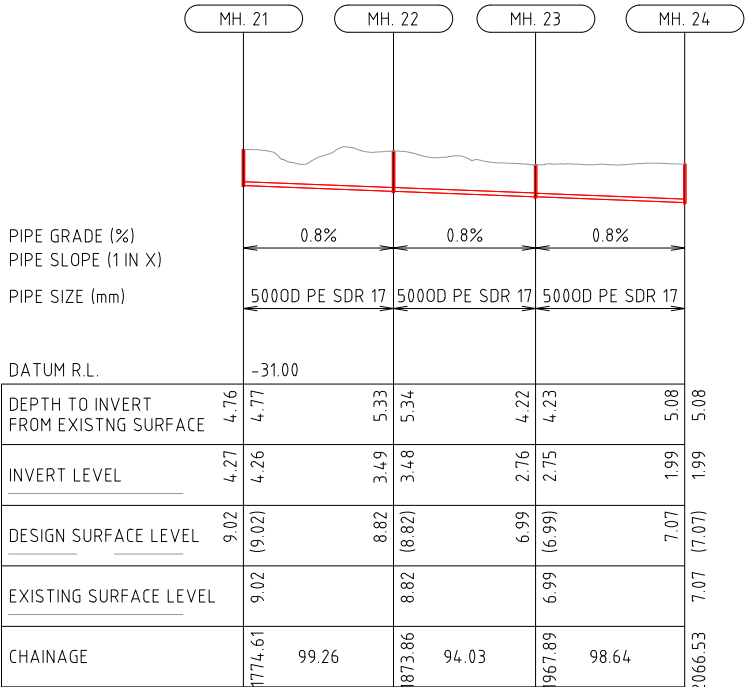 MH. 21 MH. 22 MH. 23 MH. 24
PIPE GRADE (%) 0.8% 0.8% 0.8%
PIPE SLOPE (1 IN X)
PIPE SIZE (mm) 500OD PE SDR 17 500OD PE SDR 17 500OD PE SDR 17
DATUM R.L. -31.00
DEPTH TO INVERT
FROM EXISTNG SURFACE 4.76 4.77 5.33 5.34 4.22 4.23 5.08 5.08
INVERT LEVEL 4.27 4.26 3.49 3.48 2.76 2.75 1.99 1.99
DESIGN SURFACE LEVEL 9.02 (9.02) 8.82 (8.82) 6.99 (6.99) 7.07 (7.07)
EXISTING SURFACE LEVEL 9.02 8.82 6.99 7.07
CHAINAGE 1774.61 99.26 1873.86 94.03 1967.89 98.64 2066.53